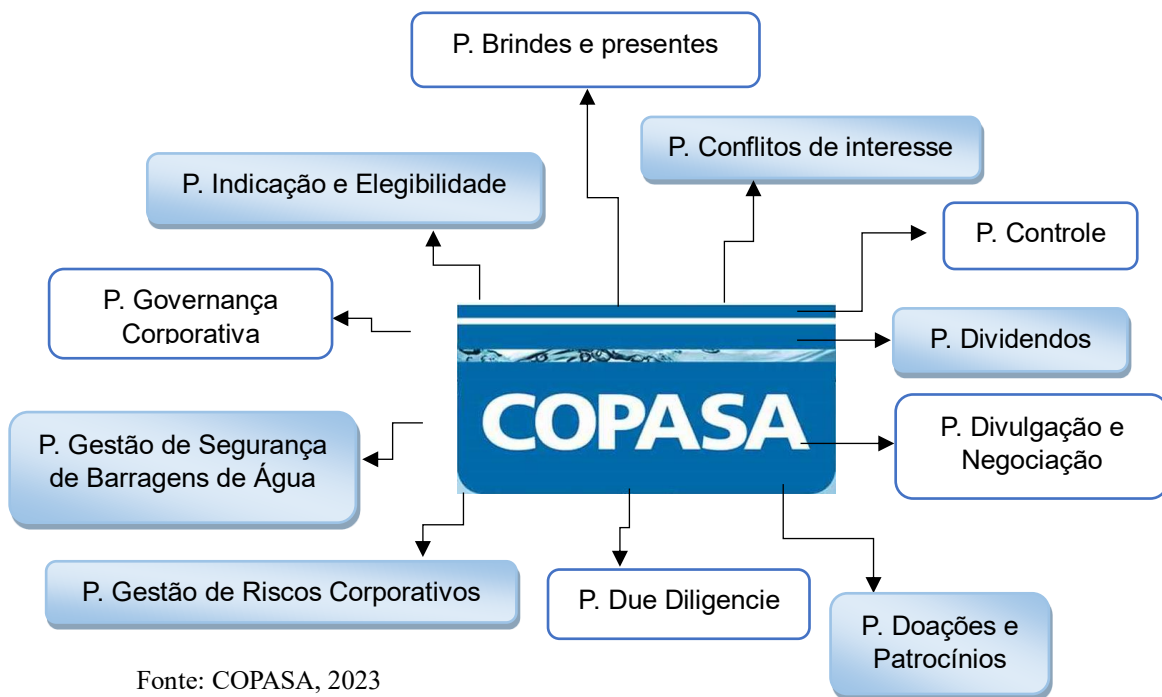 P. Brindes e presentes
P. Conflitos de interesse
P. Indicação e Elegibilidade
P. Controle
P. Governança
Corporativa
P. Dividendos
COPASA
P. Divulgação e
Negociação
P. Gestão de Segurança
de Barragens de Água
P. Gestão de Riscos Corporativos
P. Due Diligencie
P. Doações e
Patrocínios
Fonte: COPASA, 2023